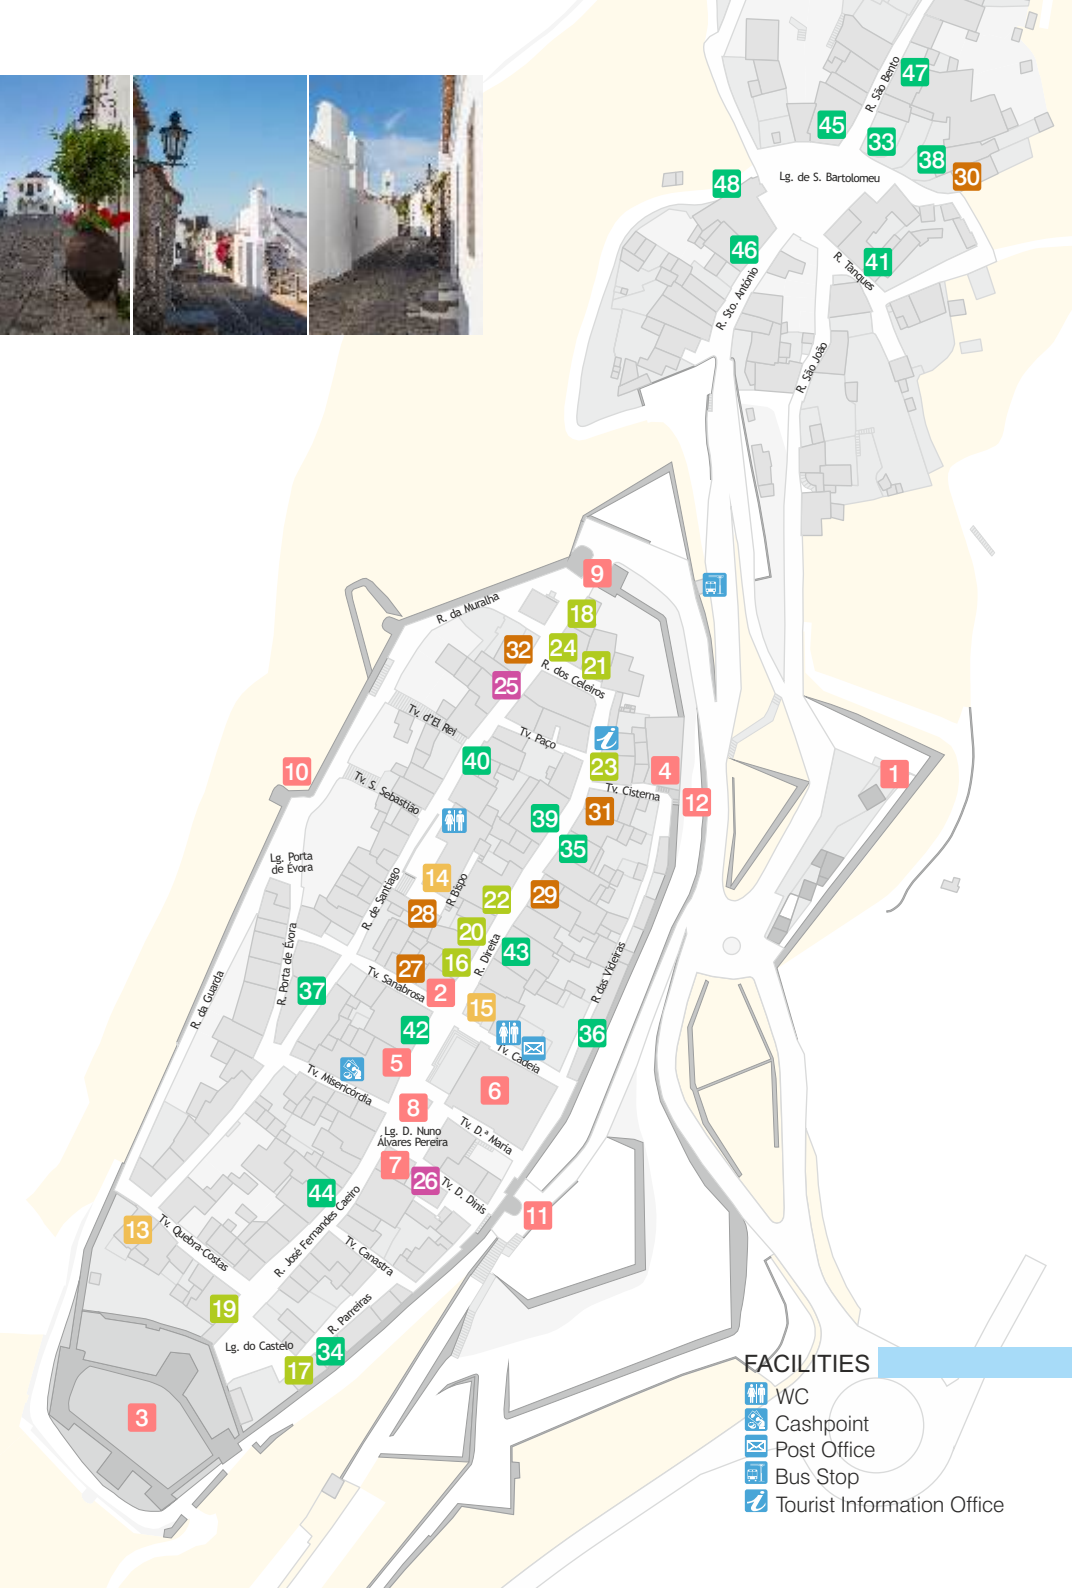 R. São Bento
47
45
33
38
30
Lg. de S. Bartolomeu
48
46
41
R. Tanques
R. Sto. António
R. São João
9
R. da Muralha
18
32
24
21
R. dos Celeiros
25
Tv. d'El Rei
Tv. Paço
40
23
4
10
1
Tv. S. Sebastião
Tv. Cisterna
12
39
31
35
Lg. Porta
de Évora
14
R. de Santiago
R Bispo
22
29
28
20
R. Porta de Évora
R. Direita
43
16
27
Tv. Sanabrosa
R das Videiras
2
37
R. da Guarda
15
42
36
Tv. Cadeia
5
Tv. Misericórdia
6
8
Lg. D. Nuno
Álvares Pereira
Tv. D.ª Maria
7
26
Tv. D. Dinis
44
11
13
Tv. Quebra-Costas
R. José Fernandes Caeiro
Tv. Canastra
19
R. Parreiras
Lg. do Castelo
34
17
3
FACILITIES
WC
Cashpoint
Post Office
Bus Stop
i Tourist Information Office